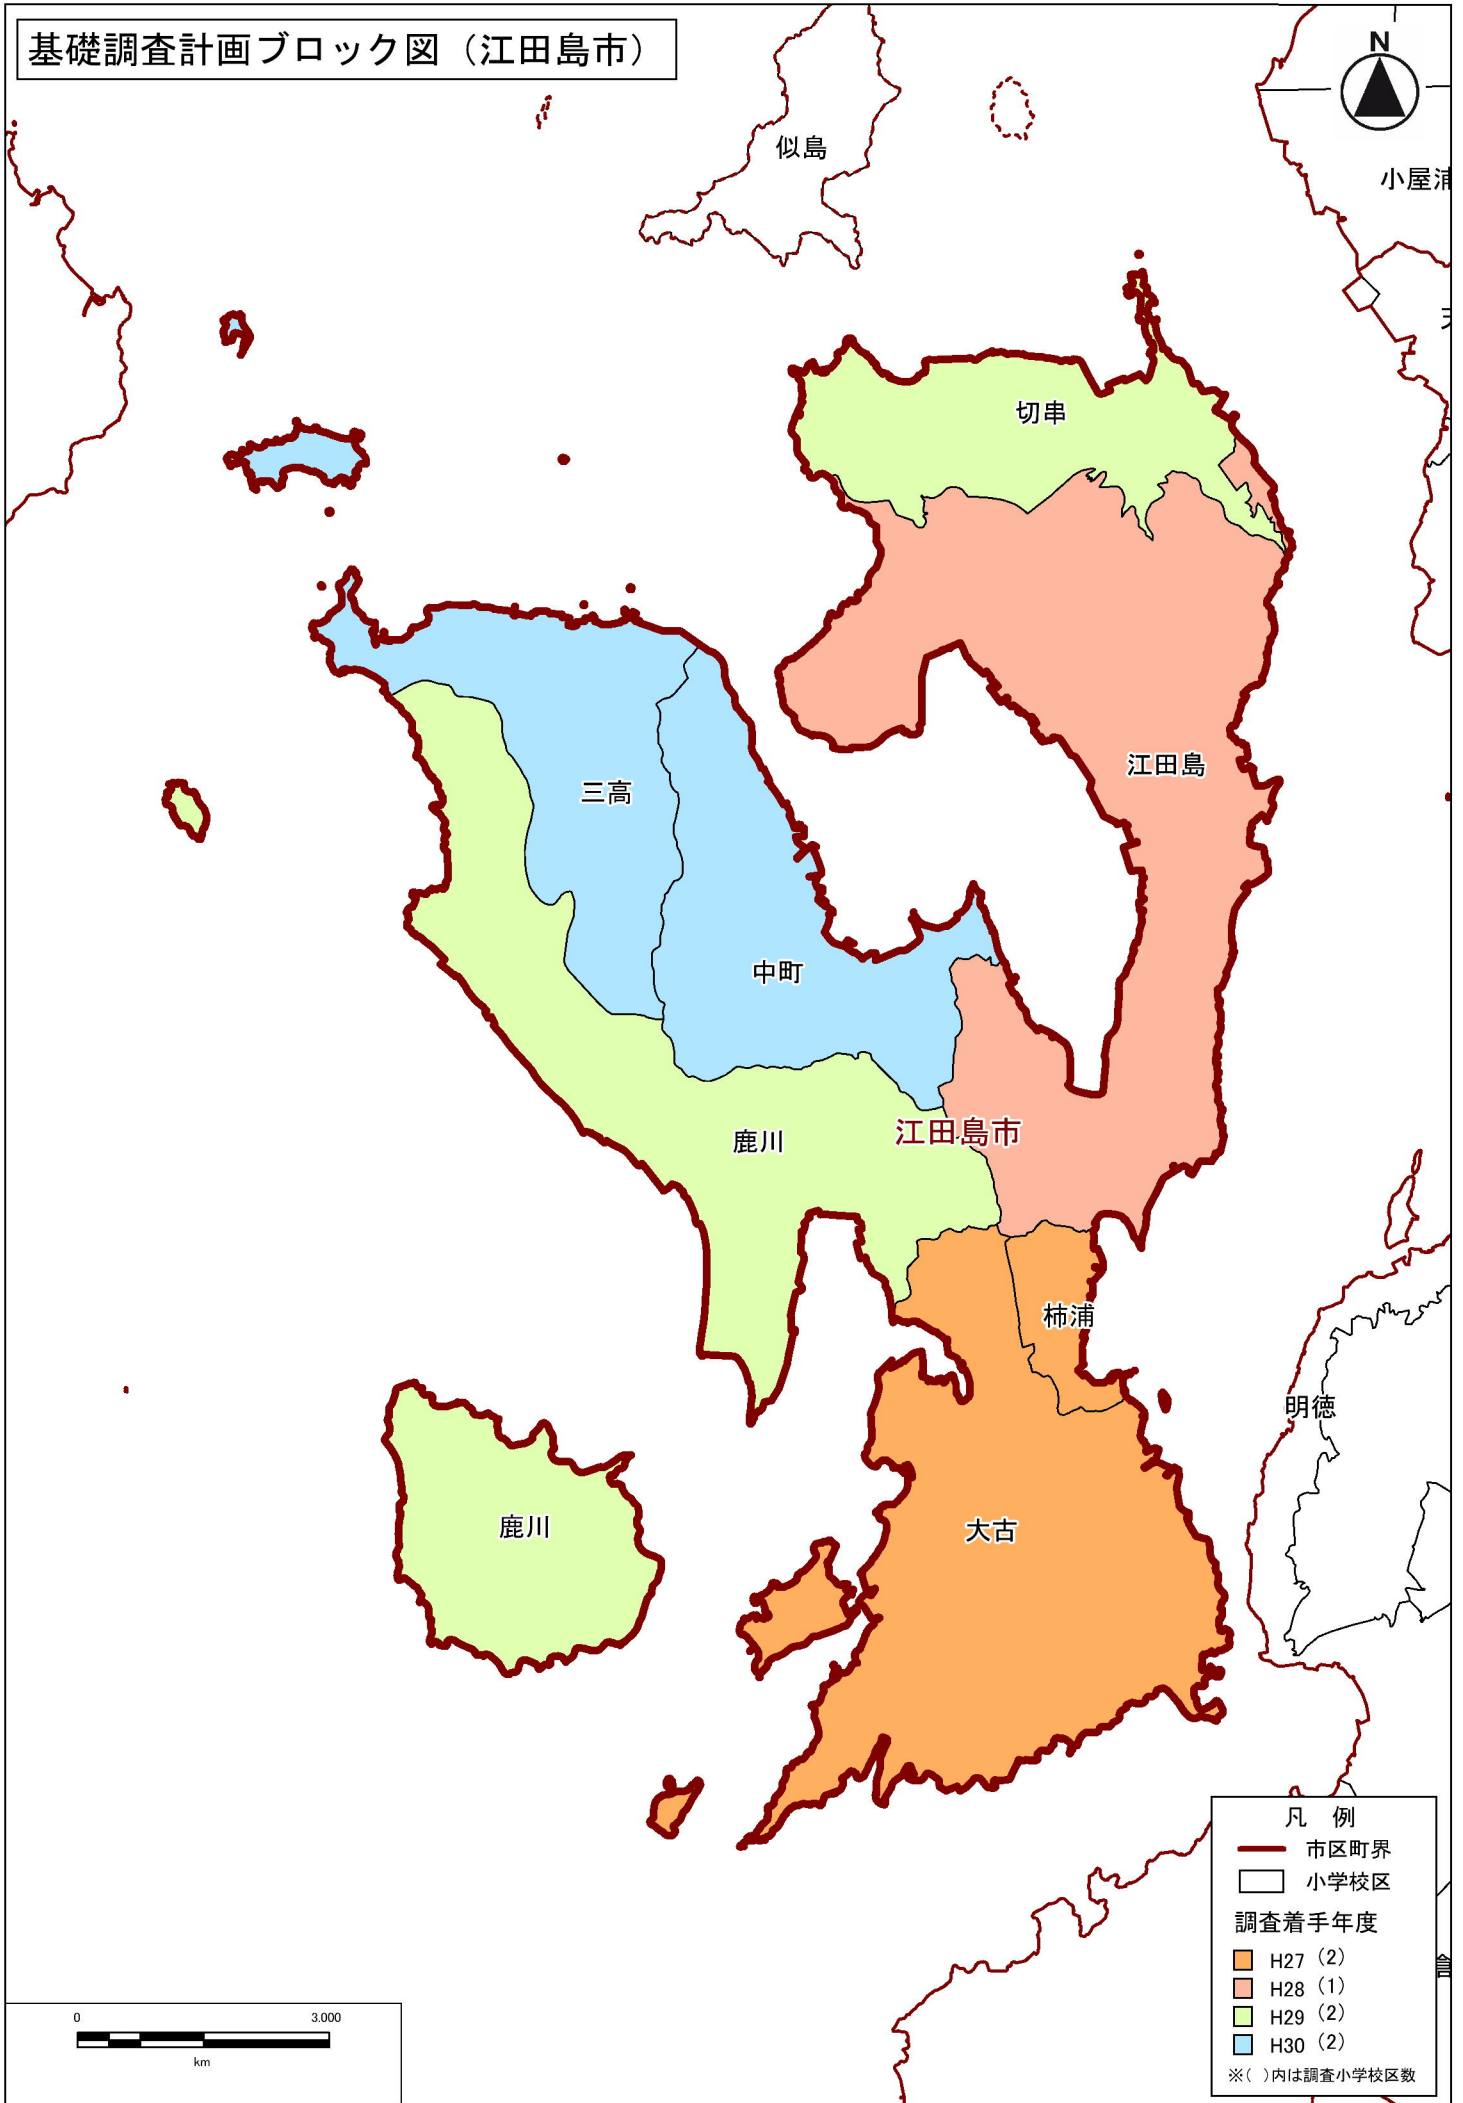 基礎調査計画ブロック図（江田島市）
N
似島
小屋浦
切串
江田島
三高
中町
鹿川
江田島市
柿浦
明徳
鹿川
大古
凡 例
市区町界
小学校区
調査着手年度
H27（2）
H28（1）
H29（2）
H30（2）
※（ ）内は調査小学校区数
0 3.000
km